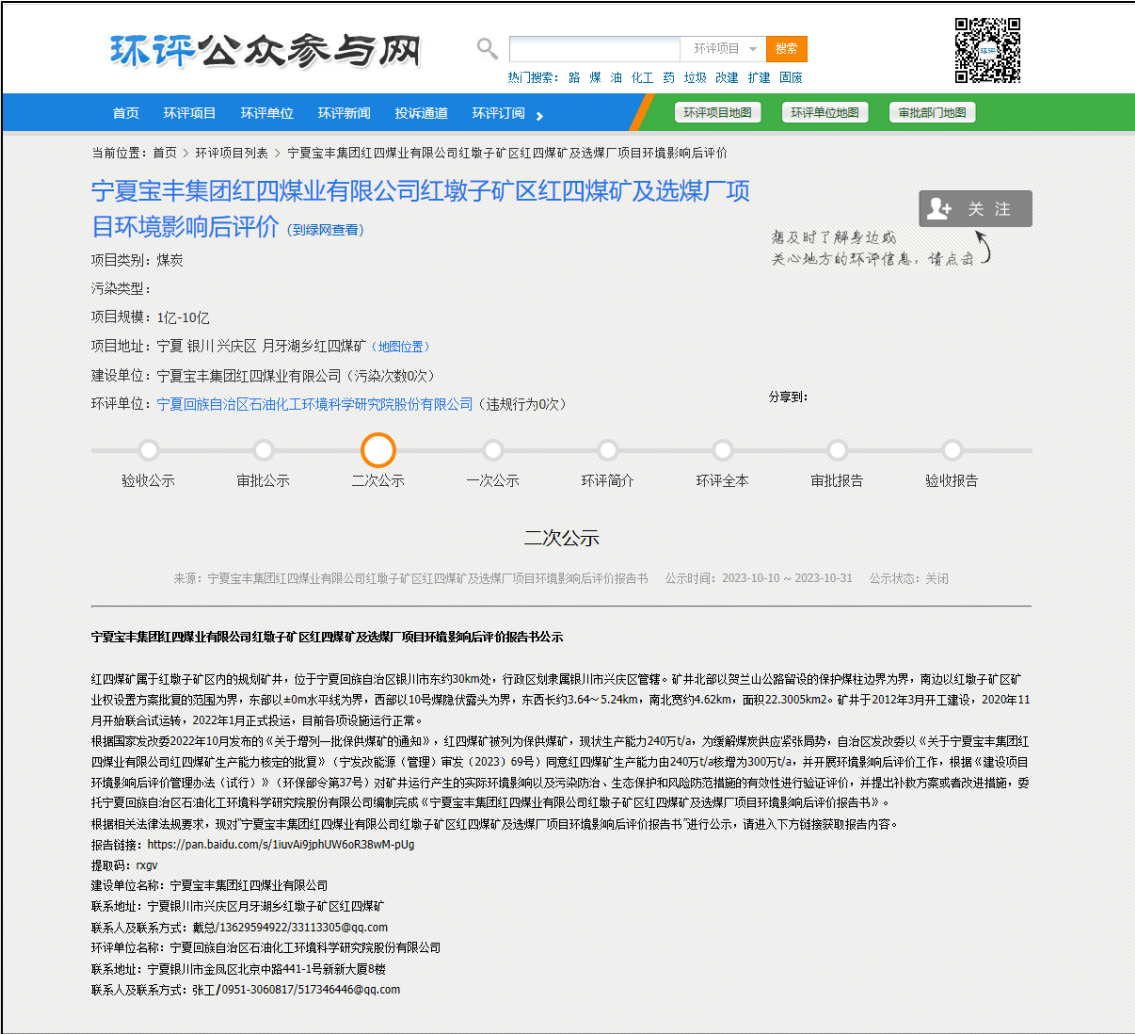 环评公众参与网
环评项目
搜索
热门搜索： 路 煤 油 化工 药 垃圾 改建 扩建 固废
首页 环评项目 环评单位 环评新闻 投诉通道 环评订阅
环评项目地图 环评单位地图 审批部门地图
当前位置：首页 > 环评项目列表 > 宁夏宝丰集团红四煤业有限公司红墩子矿区红四煤矿及选煤厂项目环境影响后评价
宁夏宝丰集团红四煤业有限公司红墩子矿区红四煤矿及选煤厂项
目环境影响后评价 (到绿网查看)
关 注
想及时了解身边或
关心地方的环评信息，请点击
项目类别：煤炭
污染类型：
项目规模：1亿-10亿
项目地址：宁夏 银川 兴庆区 月牙湖乡红四煤矿（地图位置）
建设单位：宁夏宝丰集团红四煤业有限公司（污染次数0次）
环评单位：宁夏回族自治区石油化工环境科学研究院股份有限公司（违规行为0次）
分享到：
验收公示 审批公示 二次公示 一次公示 环评简介 环评全本 审批报告 验收报告
二次公示
来源：宁夏宝丰集团红四煤业有限公司红墩子矿区红四煤矿及选煤厂项目环境影响后评价报告书 公示时间：2023-10-10 ~ 2023-10-31 公示状态：关闭
宁夏宝丰集团红四煤业有限公司红墩子矿区红四煤矿及选煤厂项目环境影响后评价报告书公示
红四煤矿属于红墩子矿区内的规划矿井，位于宁夏回族自治区银川市东约30km处，行政区划隶属银川市兴庆区管辖。矿井北部以贺兰山公路留设的保护煤柱边界为界，南边以红墩子矿区矿
业权设置方案批复的范围为界，东部以±0m水平线为界，西部以10号煤隐伏露头为界，东西长约3.64～5.24km，南北宽约4.62km，面积22.3005km2。矿井于2012年3月开工建设，2020年11
月开始联合试运转，2022年1月正式投运，目前各项设施运行正常。
根据国家发改委2022年10月发布的《关于增列一批保供煤矿的通知》，红四煤矿被列为保供煤矿，现状生产能力240万t/a，为缓解煤炭供应紧张局势，自治区发改委以《关于宁夏宝丰集团红
四煤业有限公司红四煤矿生产能力核定的批复》（宁发改能源（管理）审发（2023）69号）同意红四煤矿生产能力由240万t/a核增为300万t/a，并开展环境影响后评价工作，根据《建设项目
环境影响后评价管理办法（试行）》（环保部令第37号）对矿井运行产生的实际环境影响以及污染防治、生态保护和风险防范措施的有效性进行验证评价，并提出补救方案或者改进措施，委
托宁夏回族自治区石油化工环境科学研究院股份有限公司编制完成《宁夏宝丰集团红四煤业有限公司红墩子矿区红四煤矿及选煤厂项目环境影响后评价报告书》。
根据相关法律法规要求，现对"宁夏宝丰集团红四煤业有限公司红墩子矿区红四煤矿及选煤厂项目环境影响后评价报告书"进行公示，请进入下方链接获取报告内容。
报告链接：https://pan.baidu.com/s/1iuvAi9jphUW6oR38wM-pUg
提取码：rxgv
建设单位名称：宁夏宝丰集团红四煤业有限公司
联系地址：宁夏银川市兴庆区月牙湖乡红墩子矿区红四煤矿
联系人及联系方式：戴总/13629594922/33113305@qq.com
环评单位名称：宁夏回族自治区石油化工环境科学研究院股份有限公司
联系地址：宁夏银川市金凤区北京中路441-1号新新大厦8楼
联系人及联系方式：张工/0951-3060817/517346446@qq.com